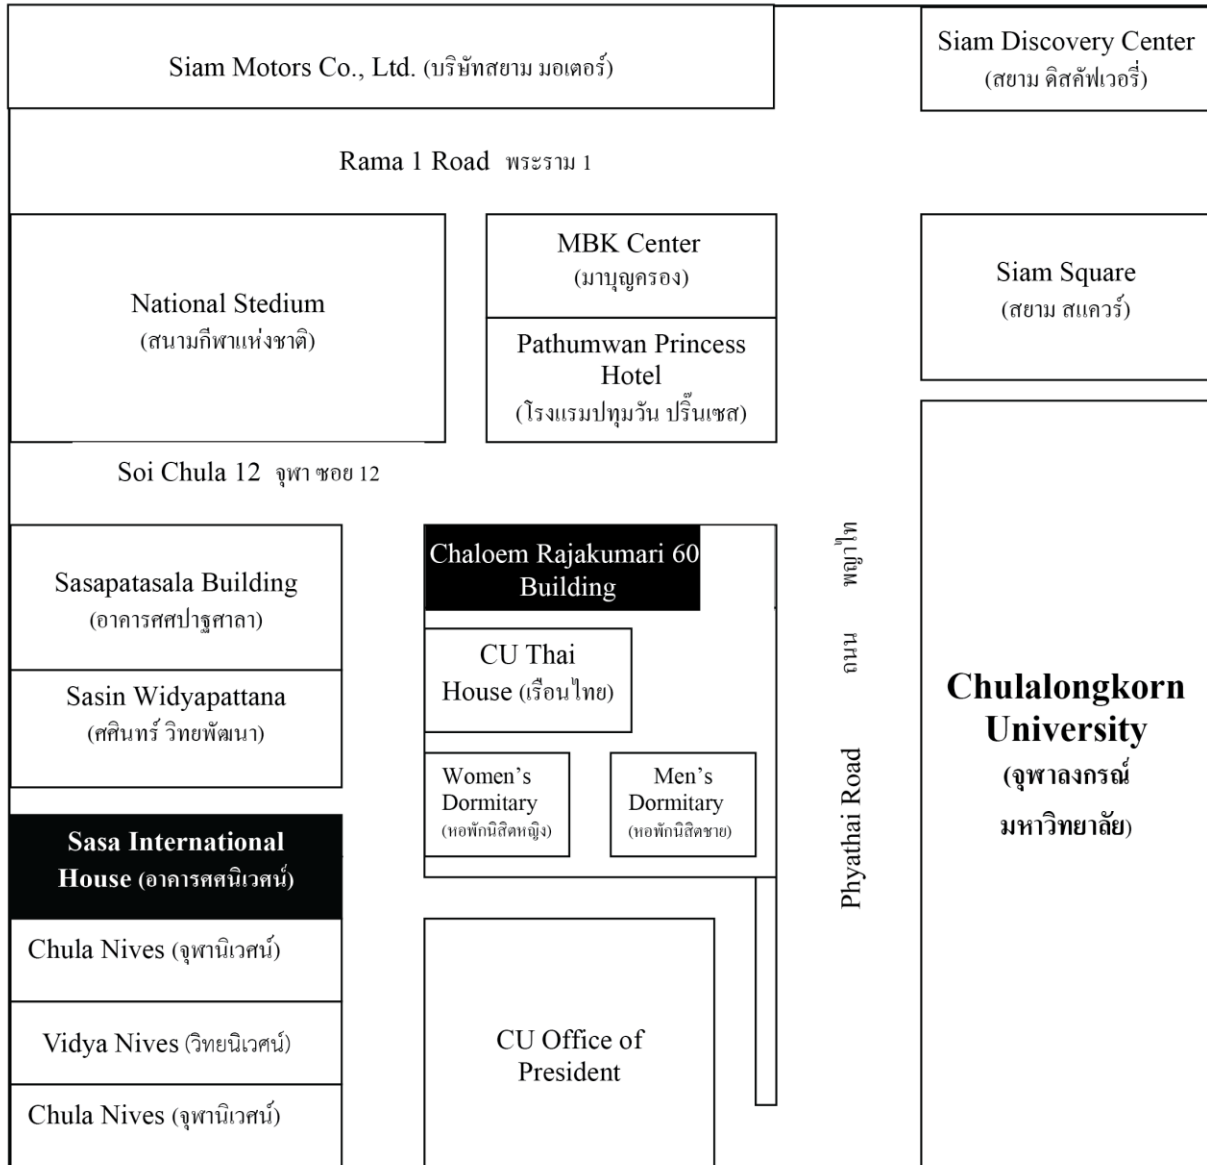 Siam Motors Co., Ltd. (บริษัทสยาม มอเตอร์)
Siam Discovery Center
(สยาม ดิสคัฟเวอรี่)
Rama 1 Road พระราม 1
National Stedium
(สนามกีฬาแห่งชาติ)
MBK Center
(มาบุญครอง)
Pathumwan Princess
Hotel
(โรงแรมปทุมวัน ปริ๊นเซส)
Siam Square
(สยาม สแควร์)
Soi Chula 12 จุฬา ซอย 12
Sasapatasala Building
(อาคารศศปาฐศาลา)
Sasin Widyapattana
(ศศินทร์ วิทยพัฒนา)
Sasa International
House (อาคารศศนิเวศน์)
Chula Nives (จุฬานิเวศน์)
Vidya Nives (วิทยนิเวศน์)
Chula Nives (จุฬานิเวศน์)
Chaloem Rajakumari 60
Building
CU Thai
House (เรือนไทย)
Women's
Dormitary
(หอพักนิสิตหญิง)
Men's
Dormitary
(หอพักนิสิตชาย)
CU Office of
President
Phyathai Road ถนน พญาไท
Chulalongkorn
University
(จุฬาลงกรณ์
มหาวิทยาลัย)